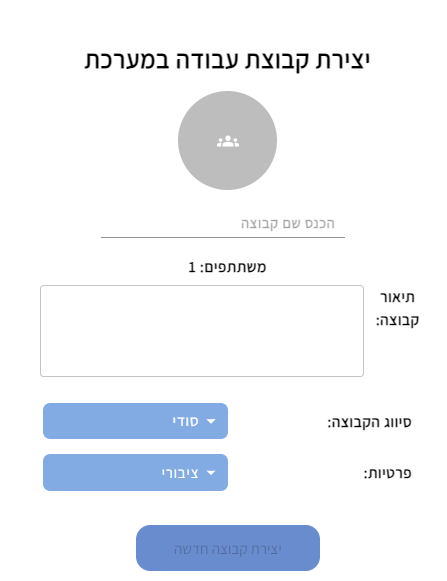 יצירת קבוצת עבודה במערכת
הכנס שם קבוצה
משתתפים: 1
תיאור
קבוצה:
סיווג הקבוצה:
סודי
פרטיות:
ציבורי
יצירת קבוצה חדשה